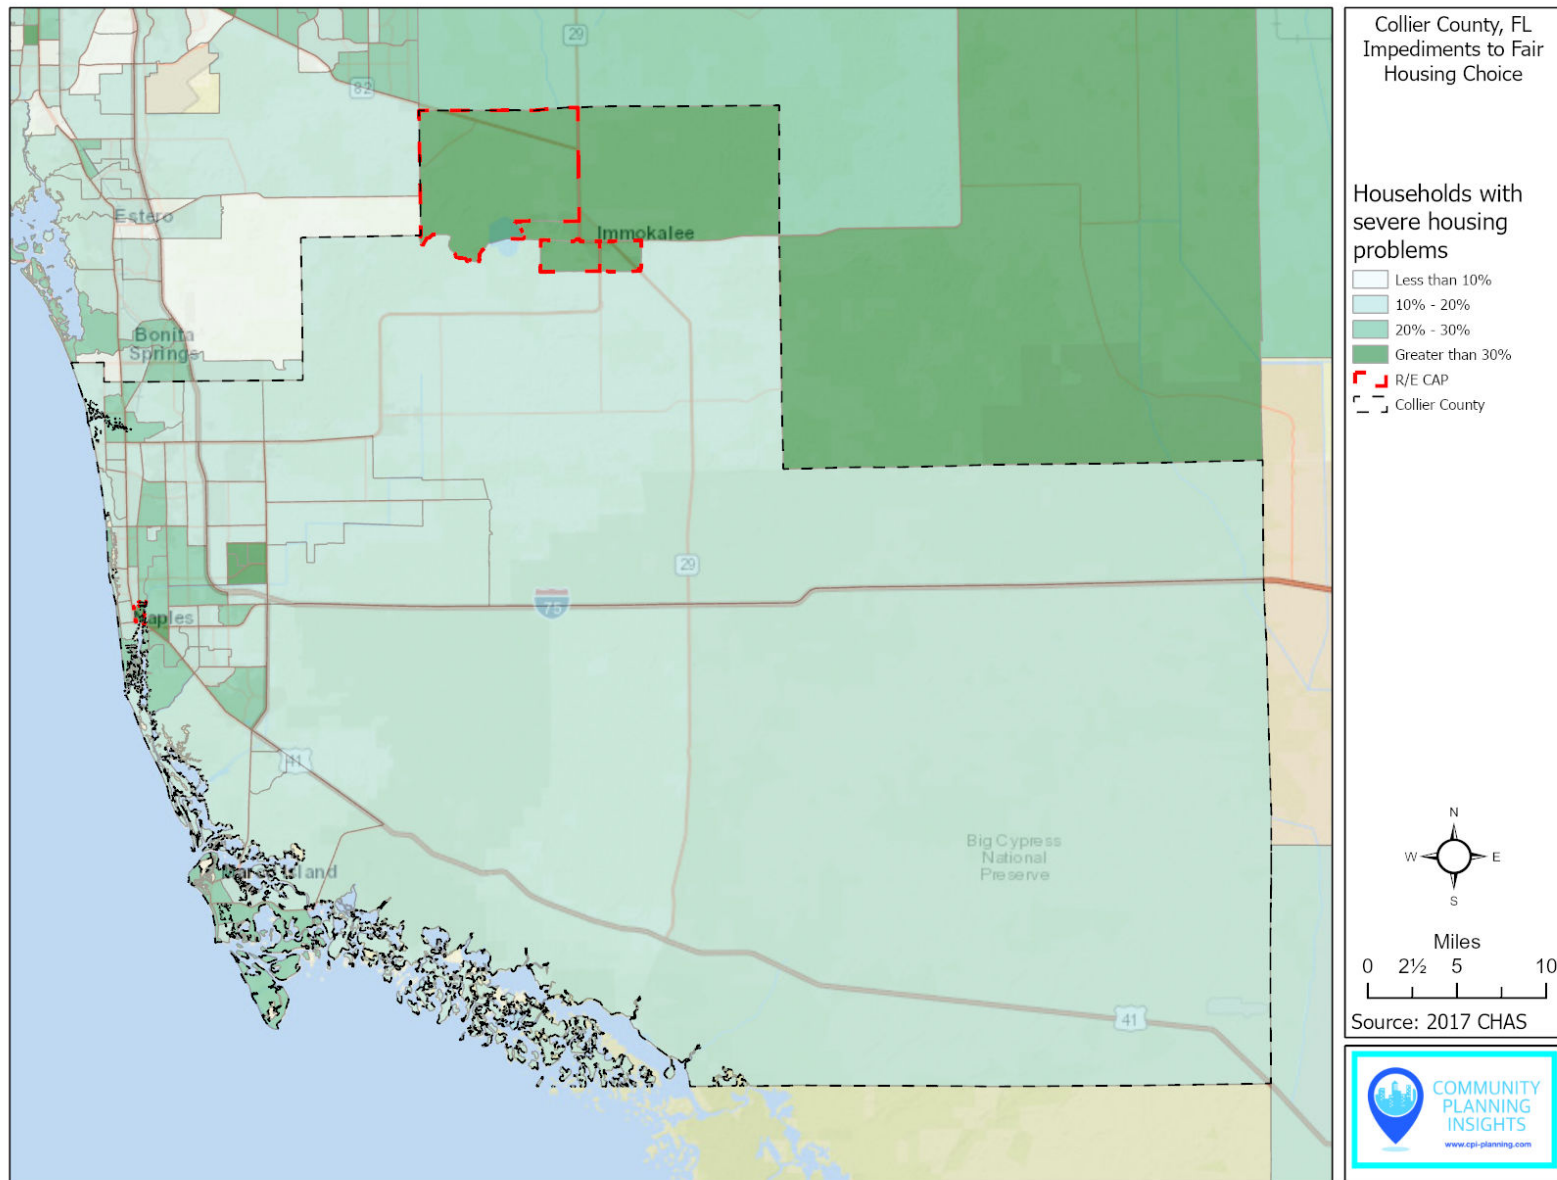 Collier County, FL
Impediments to Fair
Housing Choice
Households with
severe housing
problems
Less than 10%
10% - 20%
20% - 30%
Greater than 30%
R/E CAP
Collier County
N
W
E
S
Miles
0 2½ 5 10
Source: 2017 CHAS
COMMUNITY
PLANNING
INSIGHTS
www.cpi-planning.com
29
82
Estero
Immokalee
Bonita
Springs
29
75
Naples
41
Marco Island
Big Cypress
National
Preserve
41